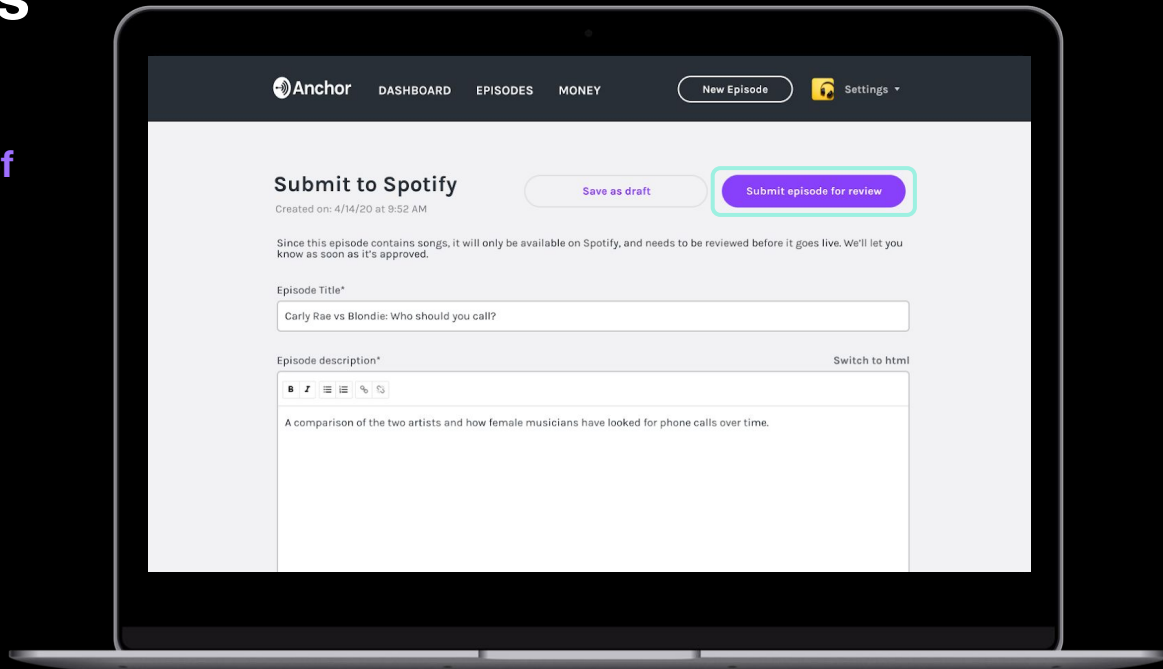 s
f
Anchor DASHBOARD EPISODES MONEY New Episode Settings
Submit to Spotify Save as draft Submit episode for review
Created on: 4/14/20 at 9:52 AM
Since this episode contains songs, it will only be available on Spotify, and needs to be reviewed before it goes live. We'll let you
know as soon as it's approved.
Episode Title*
Carly Rae vs Blondie: Who should you call?
Episode description* Switch to html
B I
A comparison of the two artists and how female musicians have looked for phone calls over time.